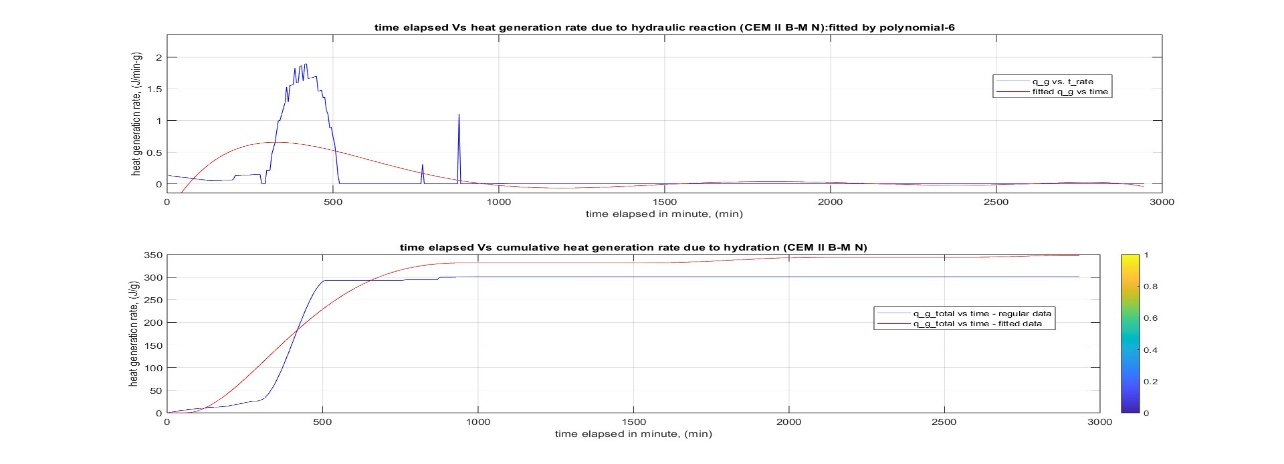 time elapsed Vs heat generation rate due to hydraulic reaction (CEM II B-M N):fitted by polynomial-6
heat generation rate, (J/min-g)
2
1.5
1
0.5
0
q_g vs. t_rate
fitted q_g vs time
0 500 1000 1500 2000 2500 3000
time elapsed in minute, (min)
time elapsed Vs cumulative heat generation rate due to hydration (CEM II B-M N)
heat generation rate, (J/g)
350
300
250
200
150
100
50
0
q_g_total vs time - regular data
q_g_total vs time - fitted data
0 500 1000 1500 2000 2500 3000
time elapsed in minute, (min)
1
0.8
0.6
0.4
0.2
0